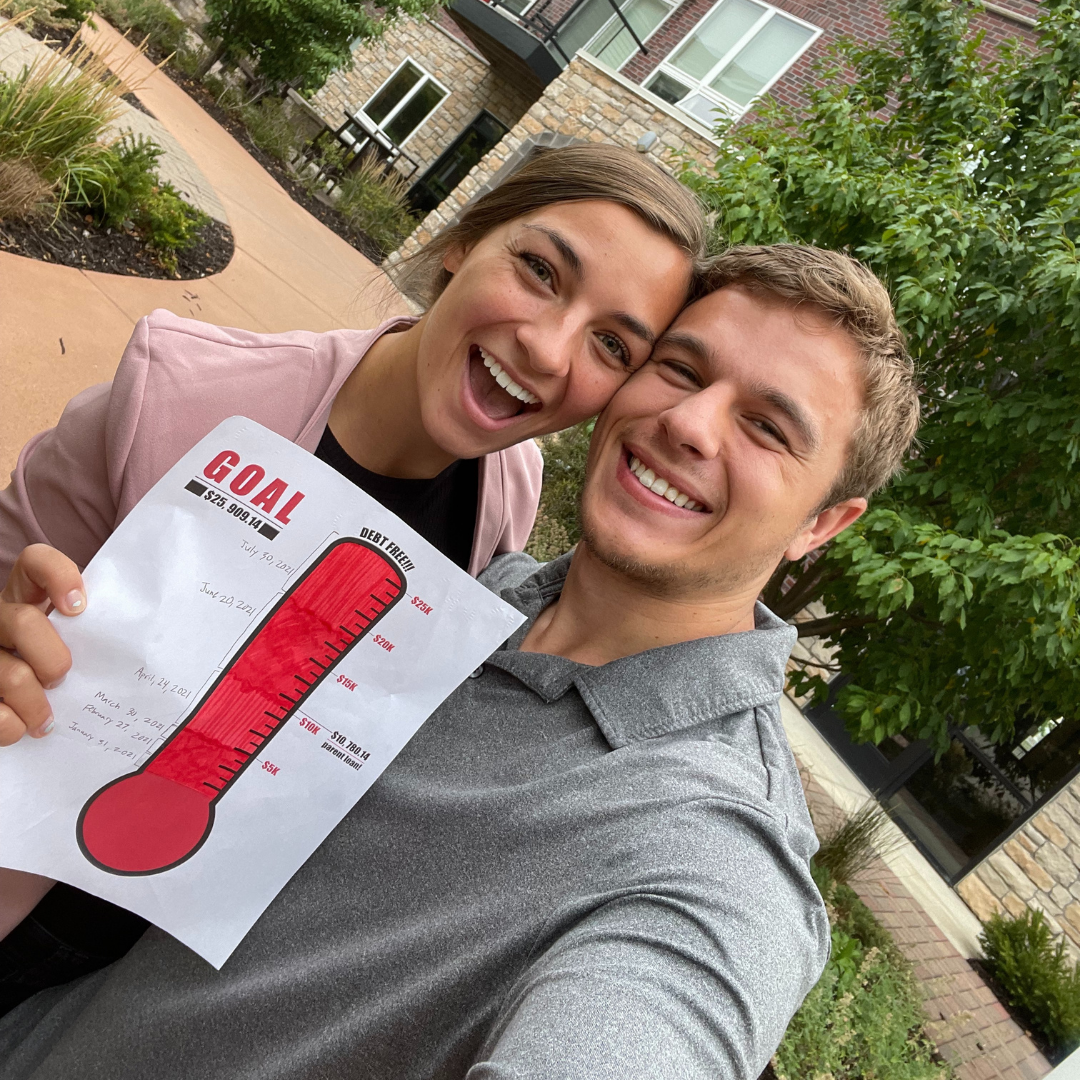 GOAL
$25,909.14
DEBT FREE!!!
July 30, 2021
June 20, 2021
April, 24, 2021
March 30, 2021
February 27, 2021
January 31, 2021
$25K
$20K
$15K
$10K
$10,780.14
parent loan!
$5K